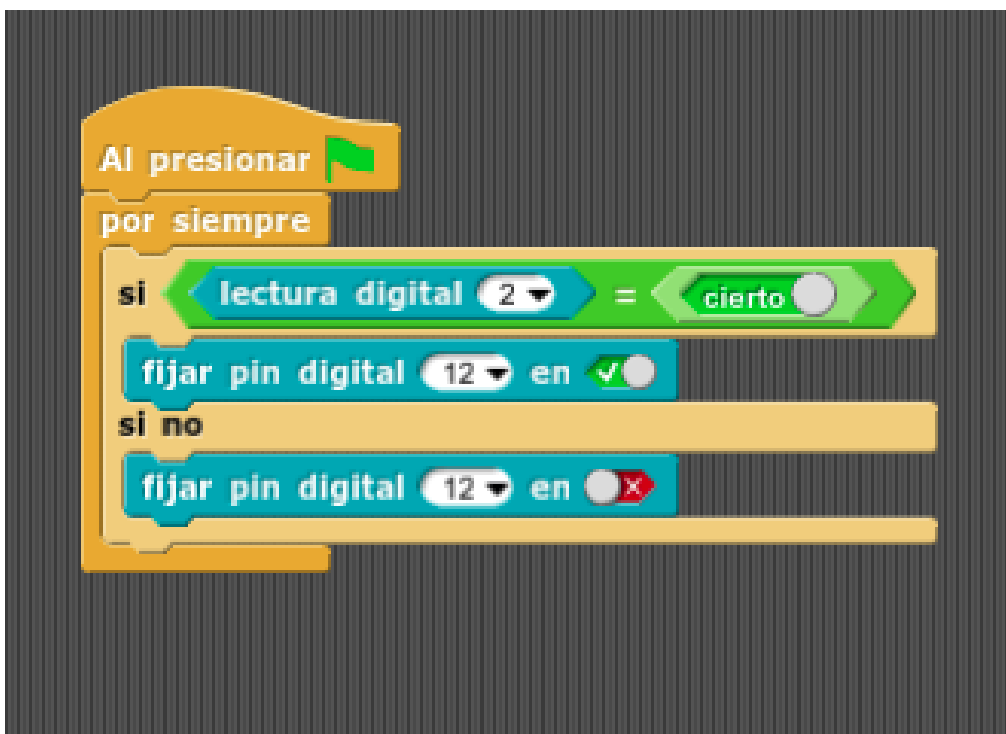 Al presionar
por siempre
si lectura digital 2 = cierto
fijar pin digital 12 en
si no
fijar pin digital 12 en